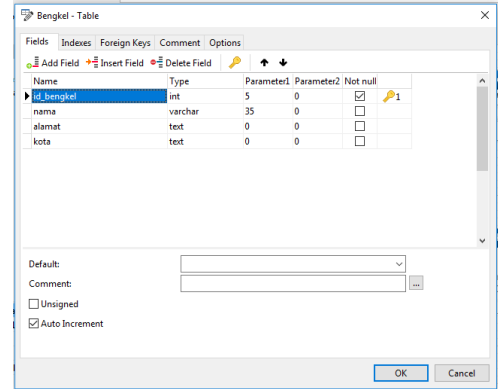 Bengkel - Table
Fields Indexes Foreign Keys Comment Options
Add Field Insert Field Delete Field
Name Type Parameter1 Parameter2 Not null
id_bengkel int 5 0 1
nama varchar 35 0
alamat text 0 0
kota text 0 0
Default:
Comment: ...
Unsigned
Auto Increment
OK Cancel